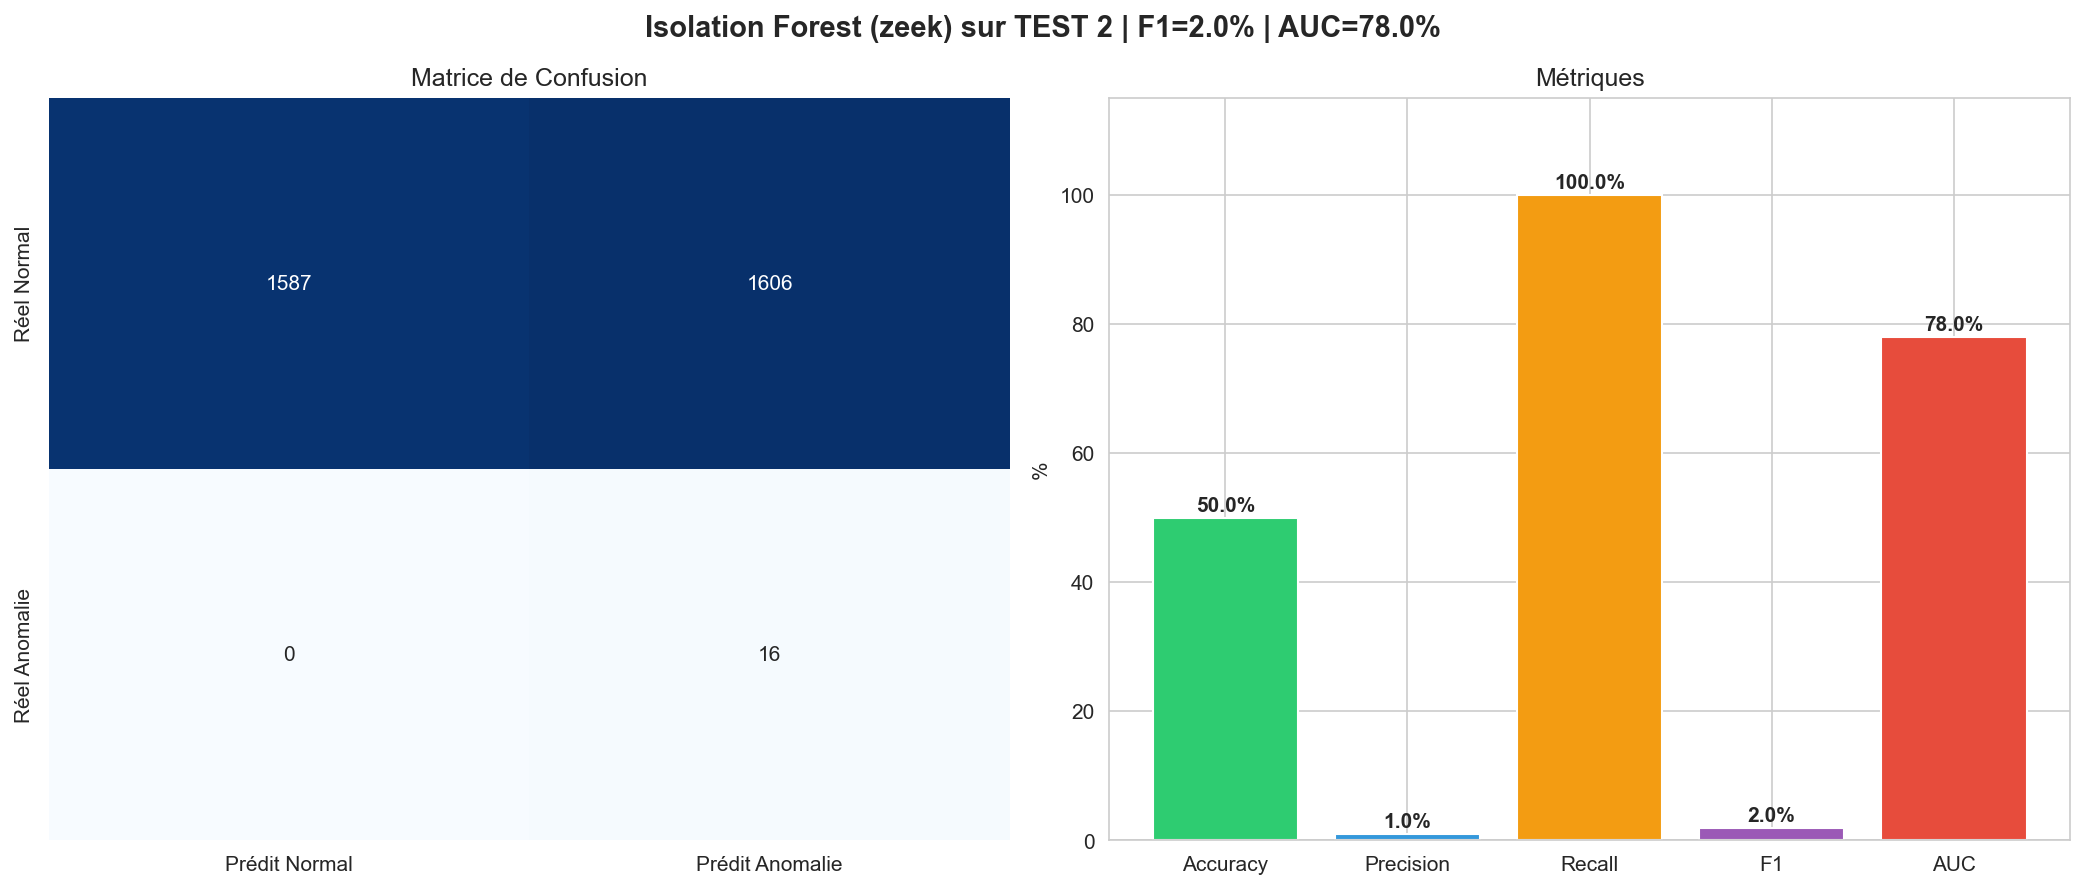 Isolation Forest (zeek) sur TEST 2 | F1=2.0% | AUC=78.0%
Matrice de Confusion
Réel Normal
1587
1606
Réel Anomalie
0
16
Prédit Normal
Prédit Anomalie
Métriques
%
100
80
60
40
20
0
50.0%
1.0%
100.0%
2.0%
78.0%
Accuracy
Precision
Recall
F1
AUC